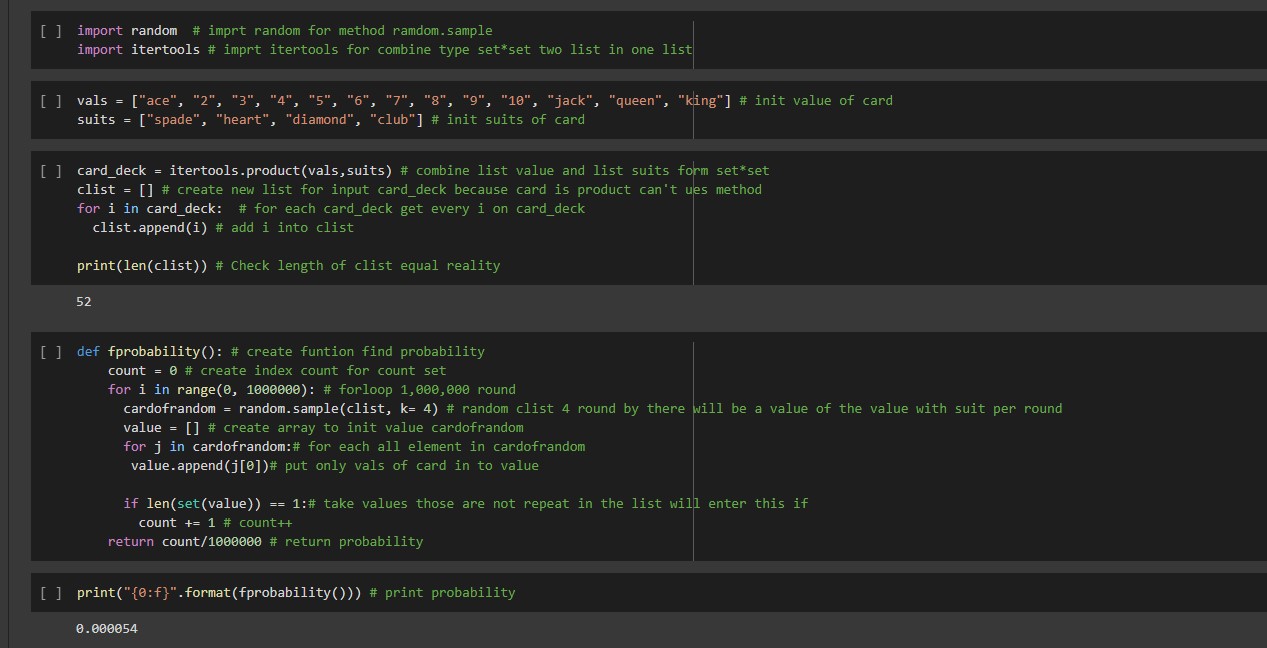 [ ] import random  # imprt random for method ramdom.sample
import itertools # imprt itertools for combine type set*set two list in one list
[ ] vals = ["ace", "2", "3", "4", "5", "6", "7", "8", "9", "10", "jack", "queen", "king"] # init value of card
suits = ["spade", "heart", "diamond", "club"] # init suits of card
[ ] card_deck = itertools.product(vals,suits) # combine list value and list suits form set*set
clist = [] # create new list for input card_deck because card is product can't ues method
for i in card_deck:  # for each card_deck get every i on card_deck
  clist.append(i) # add i into clist
print(len(clist)) # Check length of clist equal reality
52
[ ] def fprobability(): # create funtion find probability
    count = 0 # create index count for count set
    for i in range(0, 1000000): # forloop 1,000,000 round
      cardofrandom = random.sample(clist, k= 4) # random clist 4 round by there will be a value of the value with suit per round
      value = [] # create array to init value cardofrandom
      for j in cardofrandom:# for each all element in cardofrandom
       value.append(j[0])# put only vals of card in to value
      if len(set(value)) == 1:# take values those are not repeat in the list will enter this if
        count += 1 # count++
    return count/1000000 # return probability
[ ] print("{0:f}".format(fprobability())) # print probability
0.000054